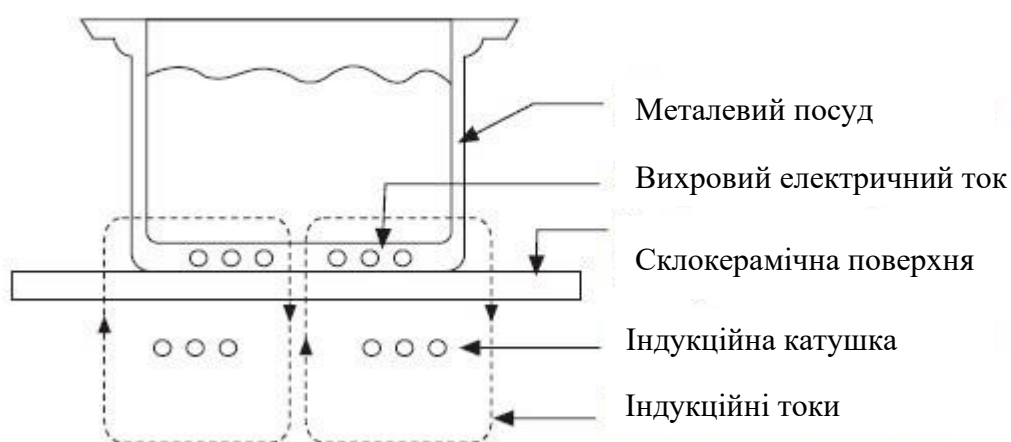 Металевий посуд
Вихровий електричний ток
Склокерамічна поверхня
Індукційна катушка
Індукційні токи